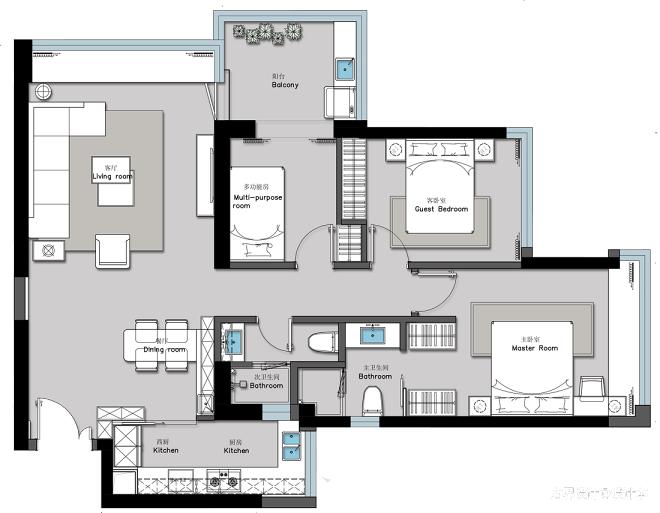 阳台
Balcony
客厅
Living room
多功能房
Multi-purpose
room
客卧室
Guest Bedroom
餐厅
Dining room
次卫生间
Bathroom
主卫生间
Bathroom
主卧室
Master Room
西厨
Kitchen
厨房
Kitchen